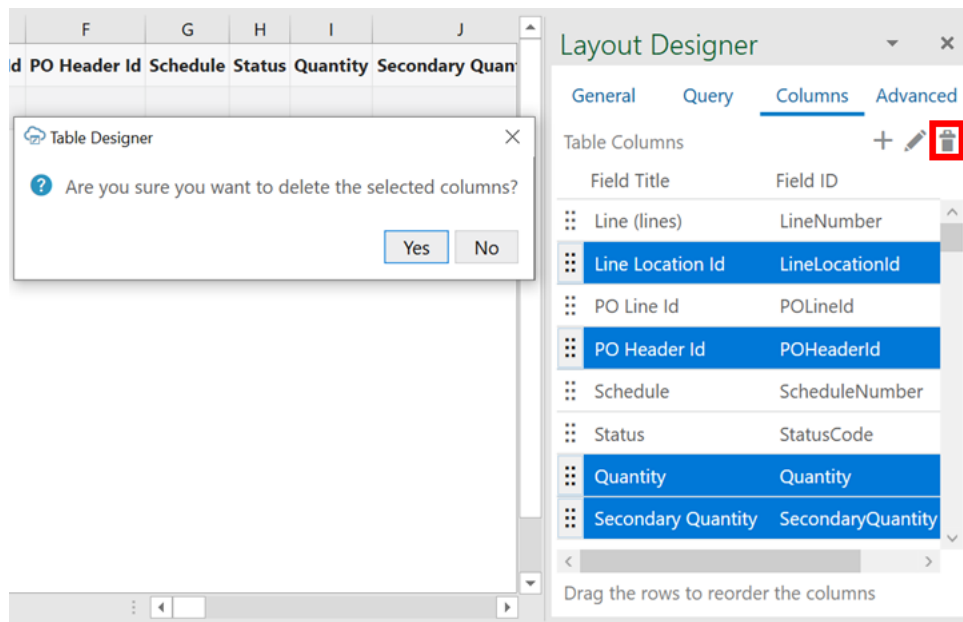 F G H I J
Id PO Header Id Schedule Status Quantity Secondary Quan
Table Designer
Are you sure you want to delete the selected columns?
Yes No
Layout Designer
General Query Columns Advanced
Table Columns
Field Title Field ID
Line (lines) LineNumber
Line Location Id LineLocationId
PO Line Id POLineId
PO Header Id POHeaderId
Schedule ScheduleNumber
Status StatusCode
Quantity Quantity
Secondary Quantity SecondaryQuantity
Drag the rows to reorder the columns